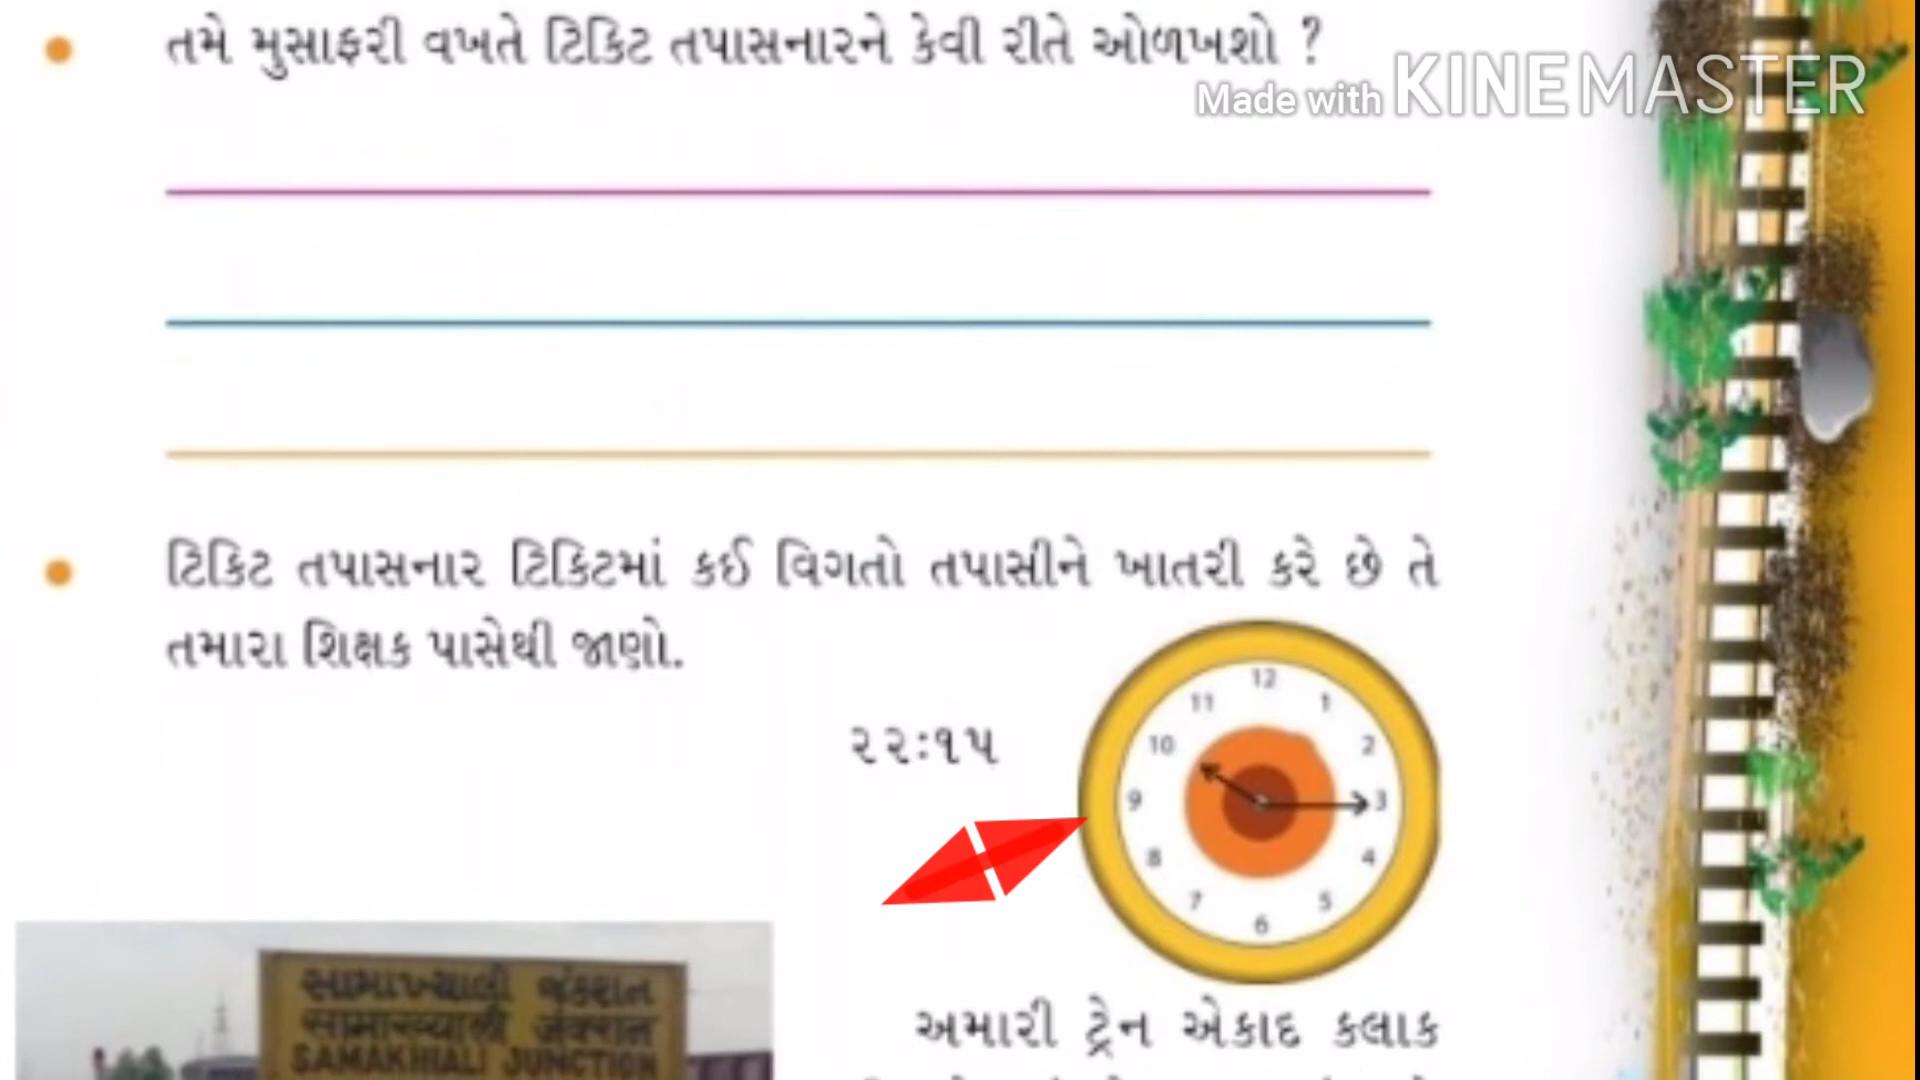 તમે મુસાફરી વખતે ટિકિટ તપાસનારને કેવી રીતે ઓળખશો ?
Made with KINEMASTER
ટિકિટ તપાસનાર ટિકિટમાં કઈ વિગતો તપાસીને ખાતરી કરે છે તે
તમારા શિક્ષક પાસેથી જાણો.
૨૨:૧૫
12
11 1
10 2
9 3
8 4
7 5
6
સામાખ્યાલી જંકશન
सामाख्याली जंक्शन
SAMAKHIALI JUNCTION
અમારી ટ્રેન એકાદ કલાક